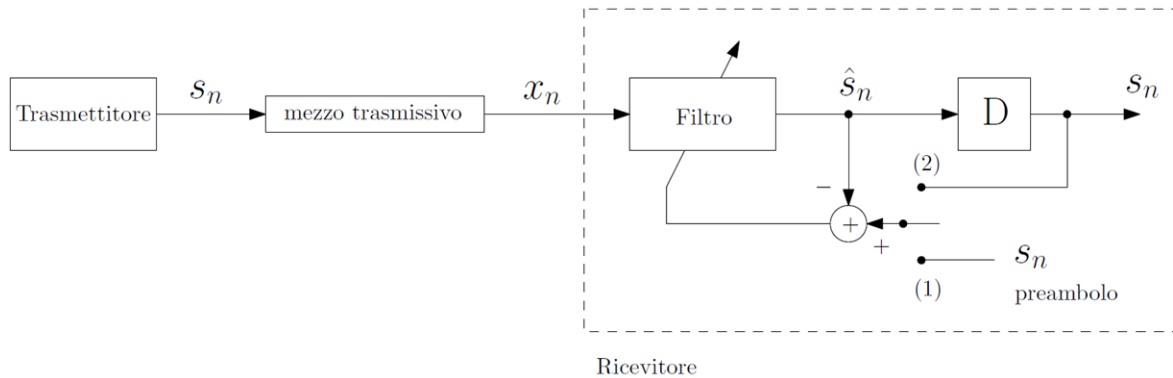 Trasmettitore
s_n
mezzo trasmissivo
x_n
Filtro
ŝ_n
D
s_n
(2)
−
+
+
s_n
(1)
preambolo
Ricevitore